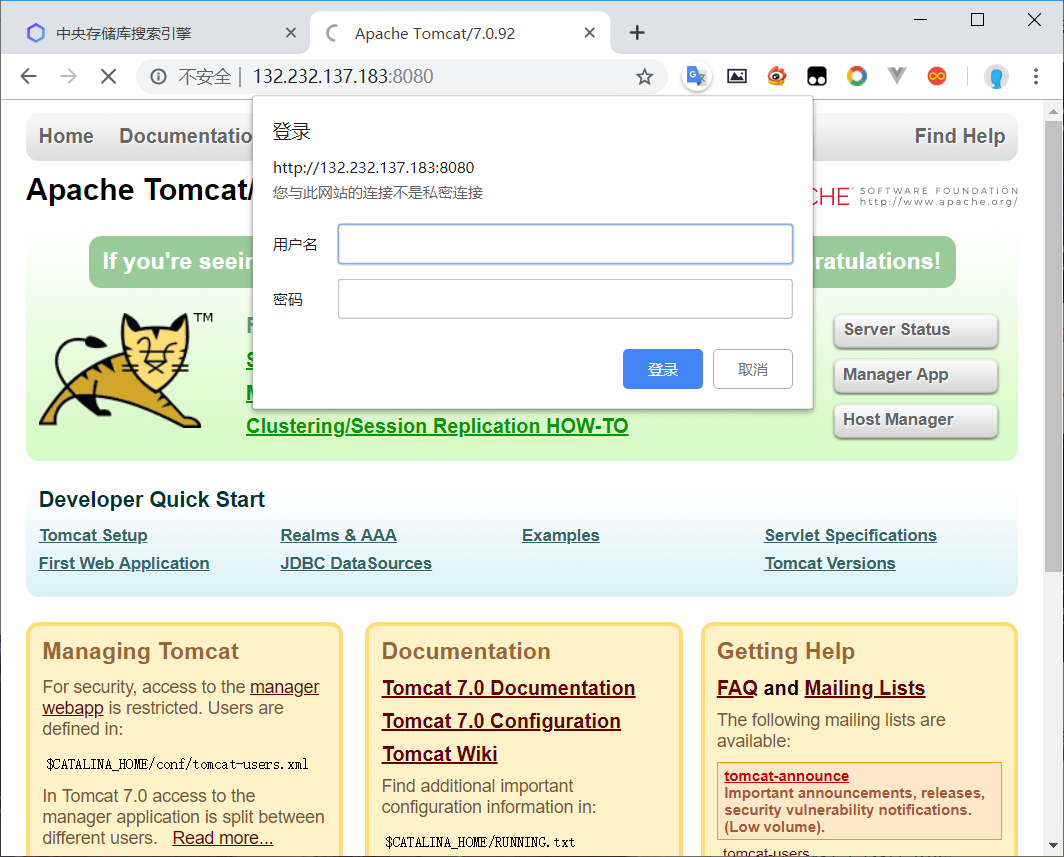 中央存储库搜索引擎
Apache Tomcat/7.0.92
不安全 | 132.232.137.183:8080
Home Documentatio Find Help
登录
http://132.232.137.183:8080
您与此网站的连接不是私密连接
Apache Tomcat/
CHE SOFTWARE FOUNDATION
http://www.apache.org/
用户名
If you're seein ratulations!
密码
TM
Server Status
登录 取消
Manager App
Clustering/Session Replication HOW-TO
Host Manager
Developer Quick Start
Tomcat Setup Realms & AAA Examples Servlet Specifications
First Web Application JDBC DataSources Tomcat Versions
Managing Tomcat
For security, access to the manager
webapp is restricted. Users are
defined in:
$CATALINA_HOME/conf/tomcat-users.xml
In Tomcat 7.0 access to the
manager application is split between
different users. Read more...
Documentation
Tomcat 7.0 Documentation
Tomcat 7.0 Configuration
Tomcat Wiki
Find additional important
configuration information in:
$CATALINA_HOME/RUNNING.txt
Getting Help
FAQ and Mailing Lists
The following mailing lists are
available:
tomcat-announce
Important announcements, releases,
security vulnerability notifications.
(Low volume).
tomcat-users